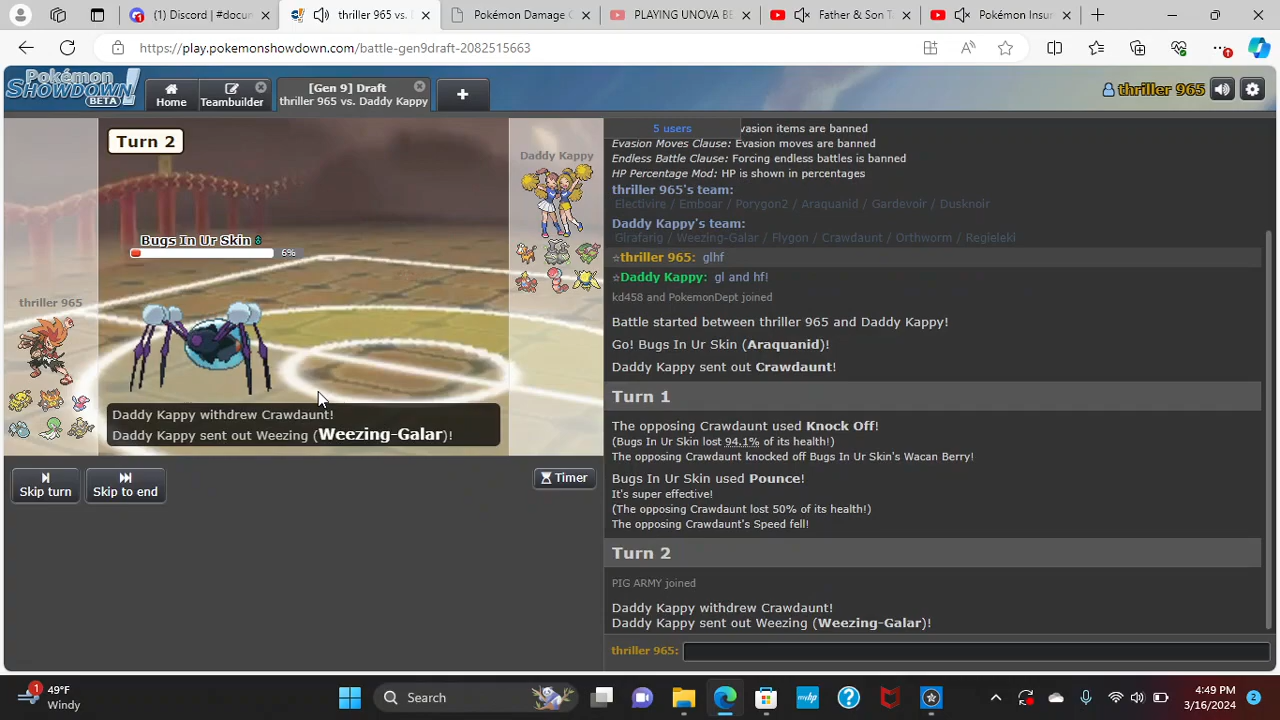 (1) Discord | #docum
thriller 965 vs. 
Pokémon Damage C
PLAYING UNOVA BE
Father & Son Ta
Pokémon Insur
https://play.pokemonshowdown.com/battle-gen9draft-2082515663
Pokémon
SHOWDOWN!
BETA
Home
Teambuilder
[Gen 9] Draft
thriller 965 vs. Daddy Kappy
thriller 965
Turn 2
Daddy Kappy
Bugs In Ur Skin
6%
thriller 965
Daddy Kappy withdrew Crawdaunt!
Daddy Kappy sent out Weezing (Weezing-Galar)!
Skip turn
Skip to end
Timer
5 users
vasion items are banned
Evasion Moves Clause: Evasion moves are banned
Endless Battle Clause: Forcing endless battles is banned
HP Percentage Mod: HP is shown in percentages
thriller 965's team:
Electivire / Emboar / Porygon2 / Araquanid / Gardevoir / Dusknoir
Daddy Kappy's team:
Girafarig / Weezing-Galar / Flygon / Crawdaunt / Orthworm / Regieleki
☆thriller 965: glhf
☆Daddy Kappy: gl and hf!
kd458 and PokemonDept joined
Battle started between thriller 965 and Daddy Kappy!
Go! Bugs In Ur Skin (Araquanid)!
Daddy Kappy sent out Crawdaunt!
Turn 1
The opposing Crawdaunt used Knock Off!
(Bugs In Ur Skin lost 94.1% of its health!)
The opposing Crawdaunt knocked off Bugs In Ur Skin's Wacan Berry!
Bugs In Ur Skin used Pounce!
It's super effective!
(The opposing Crawdaunt lost 50% of its health!)
The opposing Crawdaunt's Speed fell!
Turn 2
PIG ARMY joined
Daddy Kappy withdrew Crawdaunt!
Daddy Kappy sent out Weezing (Weezing-Galar)!
thriller 965:
1
49°F
Windy
Search
hp
4:49 PM
3/16/2024
2